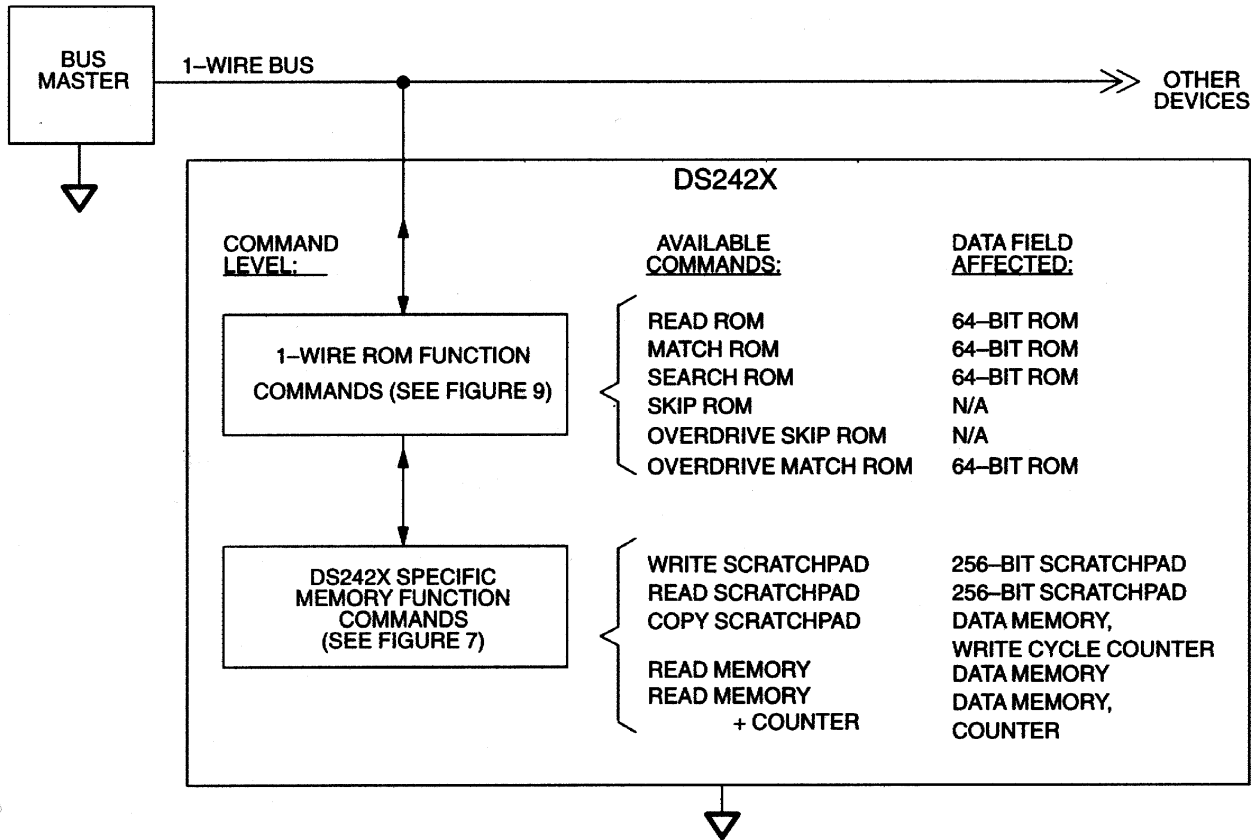 BUS
MASTER
1–WIRE BUS
OTHER
DEVICES
DS242X
COMMAND
LEVEL:
AVAILABLE
COMMANDS:
DATA FIELD
AFFECTED:
1–WIRE ROM FUNCTION
COMMANDS (SEE FIGURE 9)
READ ROM 64–BIT ROM
MATCH ROM 64–BIT ROM
SEARCH ROM 64–BIT ROM
SKIP ROM N/A
OVERDRIVE SKIP ROM N/A
OVERDRIVE MATCH ROM 64–BIT ROM
DS242X SPECIFIC
MEMORY FUNCTION
COMMANDS
(SEE FIGURE 7)
WRITE SCRATCHPAD 256–BIT SCRATCHPAD
READ SCRATCHPAD 256–BIT SCRATCHPAD
COPY SCRATCHPAD DATA MEMORY,
WRITE CYCLE COUNTER
READ MEMORY DATA MEMORY
READ MEMORY DATA MEMORY,
+ COUNTER COUNTER